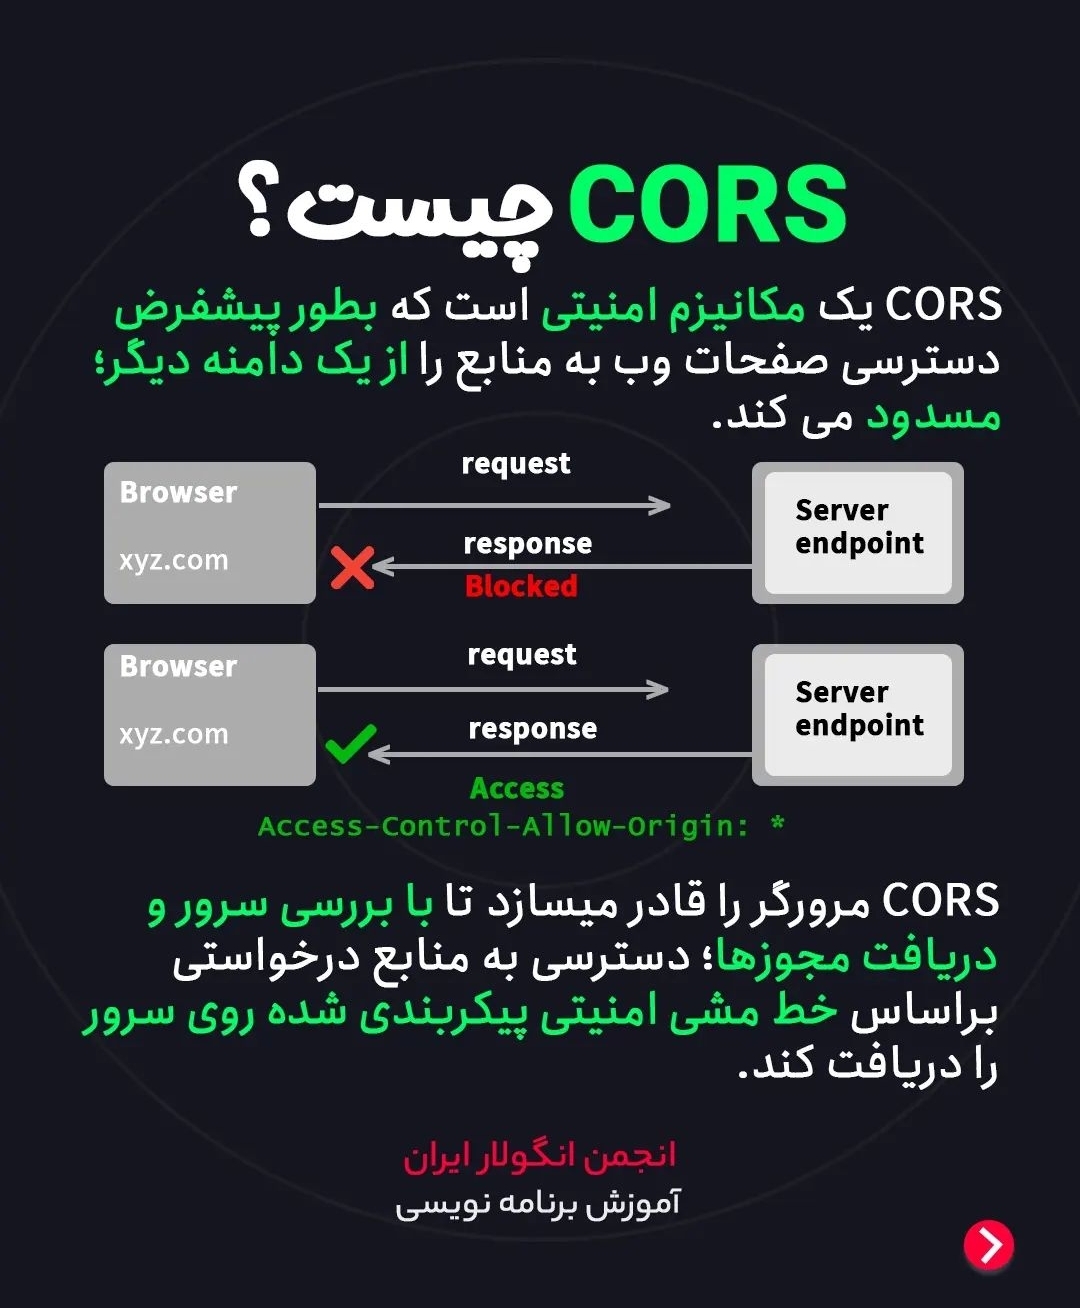 CORS چیست؟
CORS یک مکانیزم امنیتی است که بطور پیشفرض
دسترسی صفحات وب به منابع را از یک دامنه دیگر؛
مسدود می کند.
request
Browser
xyz.com
response
Blocked
Server
endpoint
request
Browser
xyz.com
response
Access
Server
endpoint
Access-Control-Allow-Origin: *
CORS مرورگر را قادر میسازد تا با بررسی سرور و
دریافت مجوزها؛ دسترسی به منابع درخواستی
براساس خط مشی امنیتی پیکربندی شده روی سرور
را دریافت کند.
انجمن انگولار ایران
آموزش برنامه نویسی